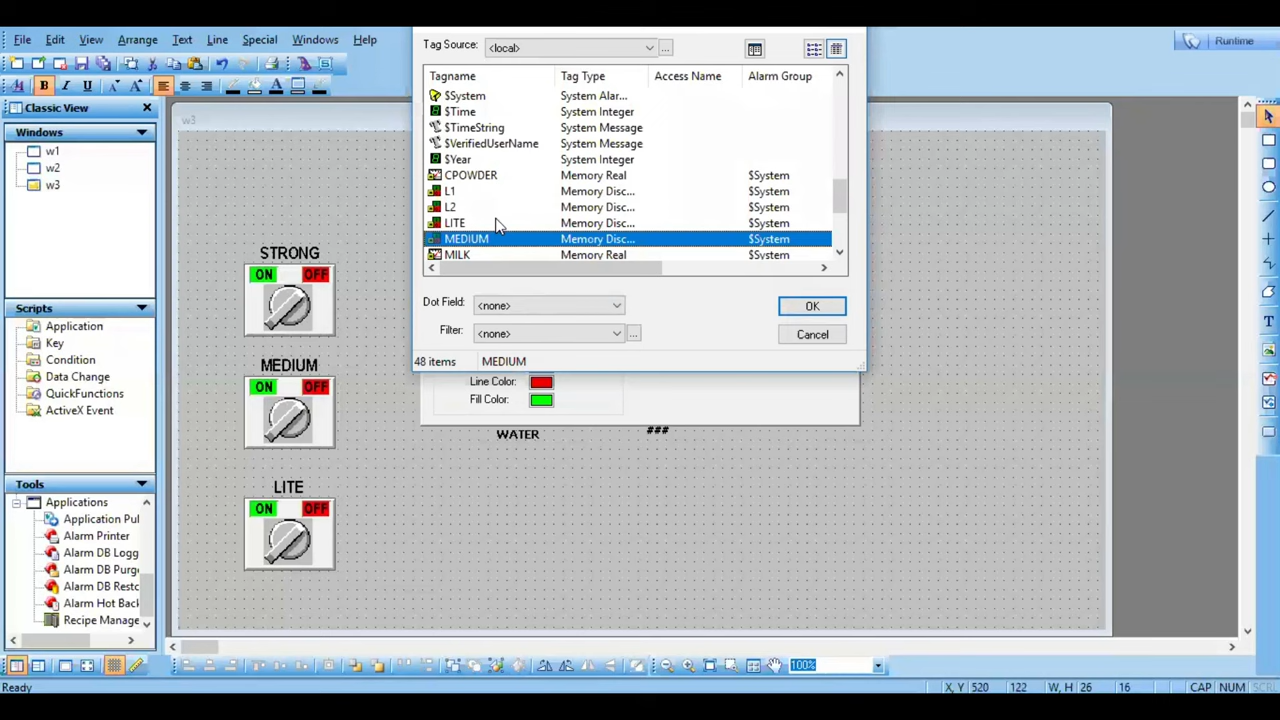 File Edit View Arrange Text Line Special Windows Help
Runtime
Tag Source: <local> ...
Tagname Tag Type Access Name Alarm Group
$System System Alar...
$Time System Integer
$TimeString System Message
$VerifiedUserName System Message
$Year System Integer
CPOWDER Memory Real $System
L1 Memory Disc... $System
L2 Memory Disc... $System
LITE Memory Disc... $System
MEDIUM Memory Disc... $System
MILK Memory Real $System
Dot Field: <none> OK
Filter: <none> ... Cancel
48 items MEDIUM
Line Color:
Fill Color:
Classic View
Windows
w1
w2
w3
Scripts
Application
Key
Condition
Data Change
QuickFunctions
ActiveX Event
Tools
Applications
Application Pul
Alarm Printer
Alarm DB Logg
Alarm DB Purg
Alarm DB Restc
Alarm Hot Back
Recipe Manage
w3
STRONG
ON OFF
MEDIUM
ON OFF
LITE
ON OFF
WATER ###
100%
Ready X, Y 520 122 W, H 26 16 CAP NUM SCRL